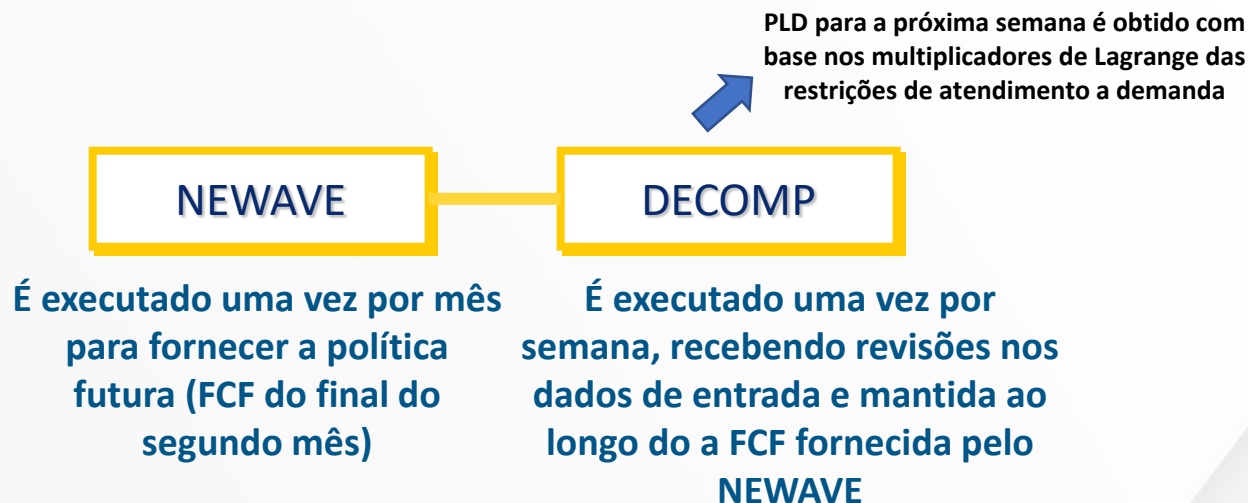 PLD para a próxima semana é obtido com
base nos multiplicadores de Lagrange das
restrições de atendimento a demanda
NEWAVE
DECOMP
É executado uma vez por mês
para fornecer a política
futura (FCF do final do
segundo mês)
É executado uma vez por
semana, recebendo revisões nos
dados de entrada e mantida ao
longo do a FCF fornecida pelo
NEWAVE